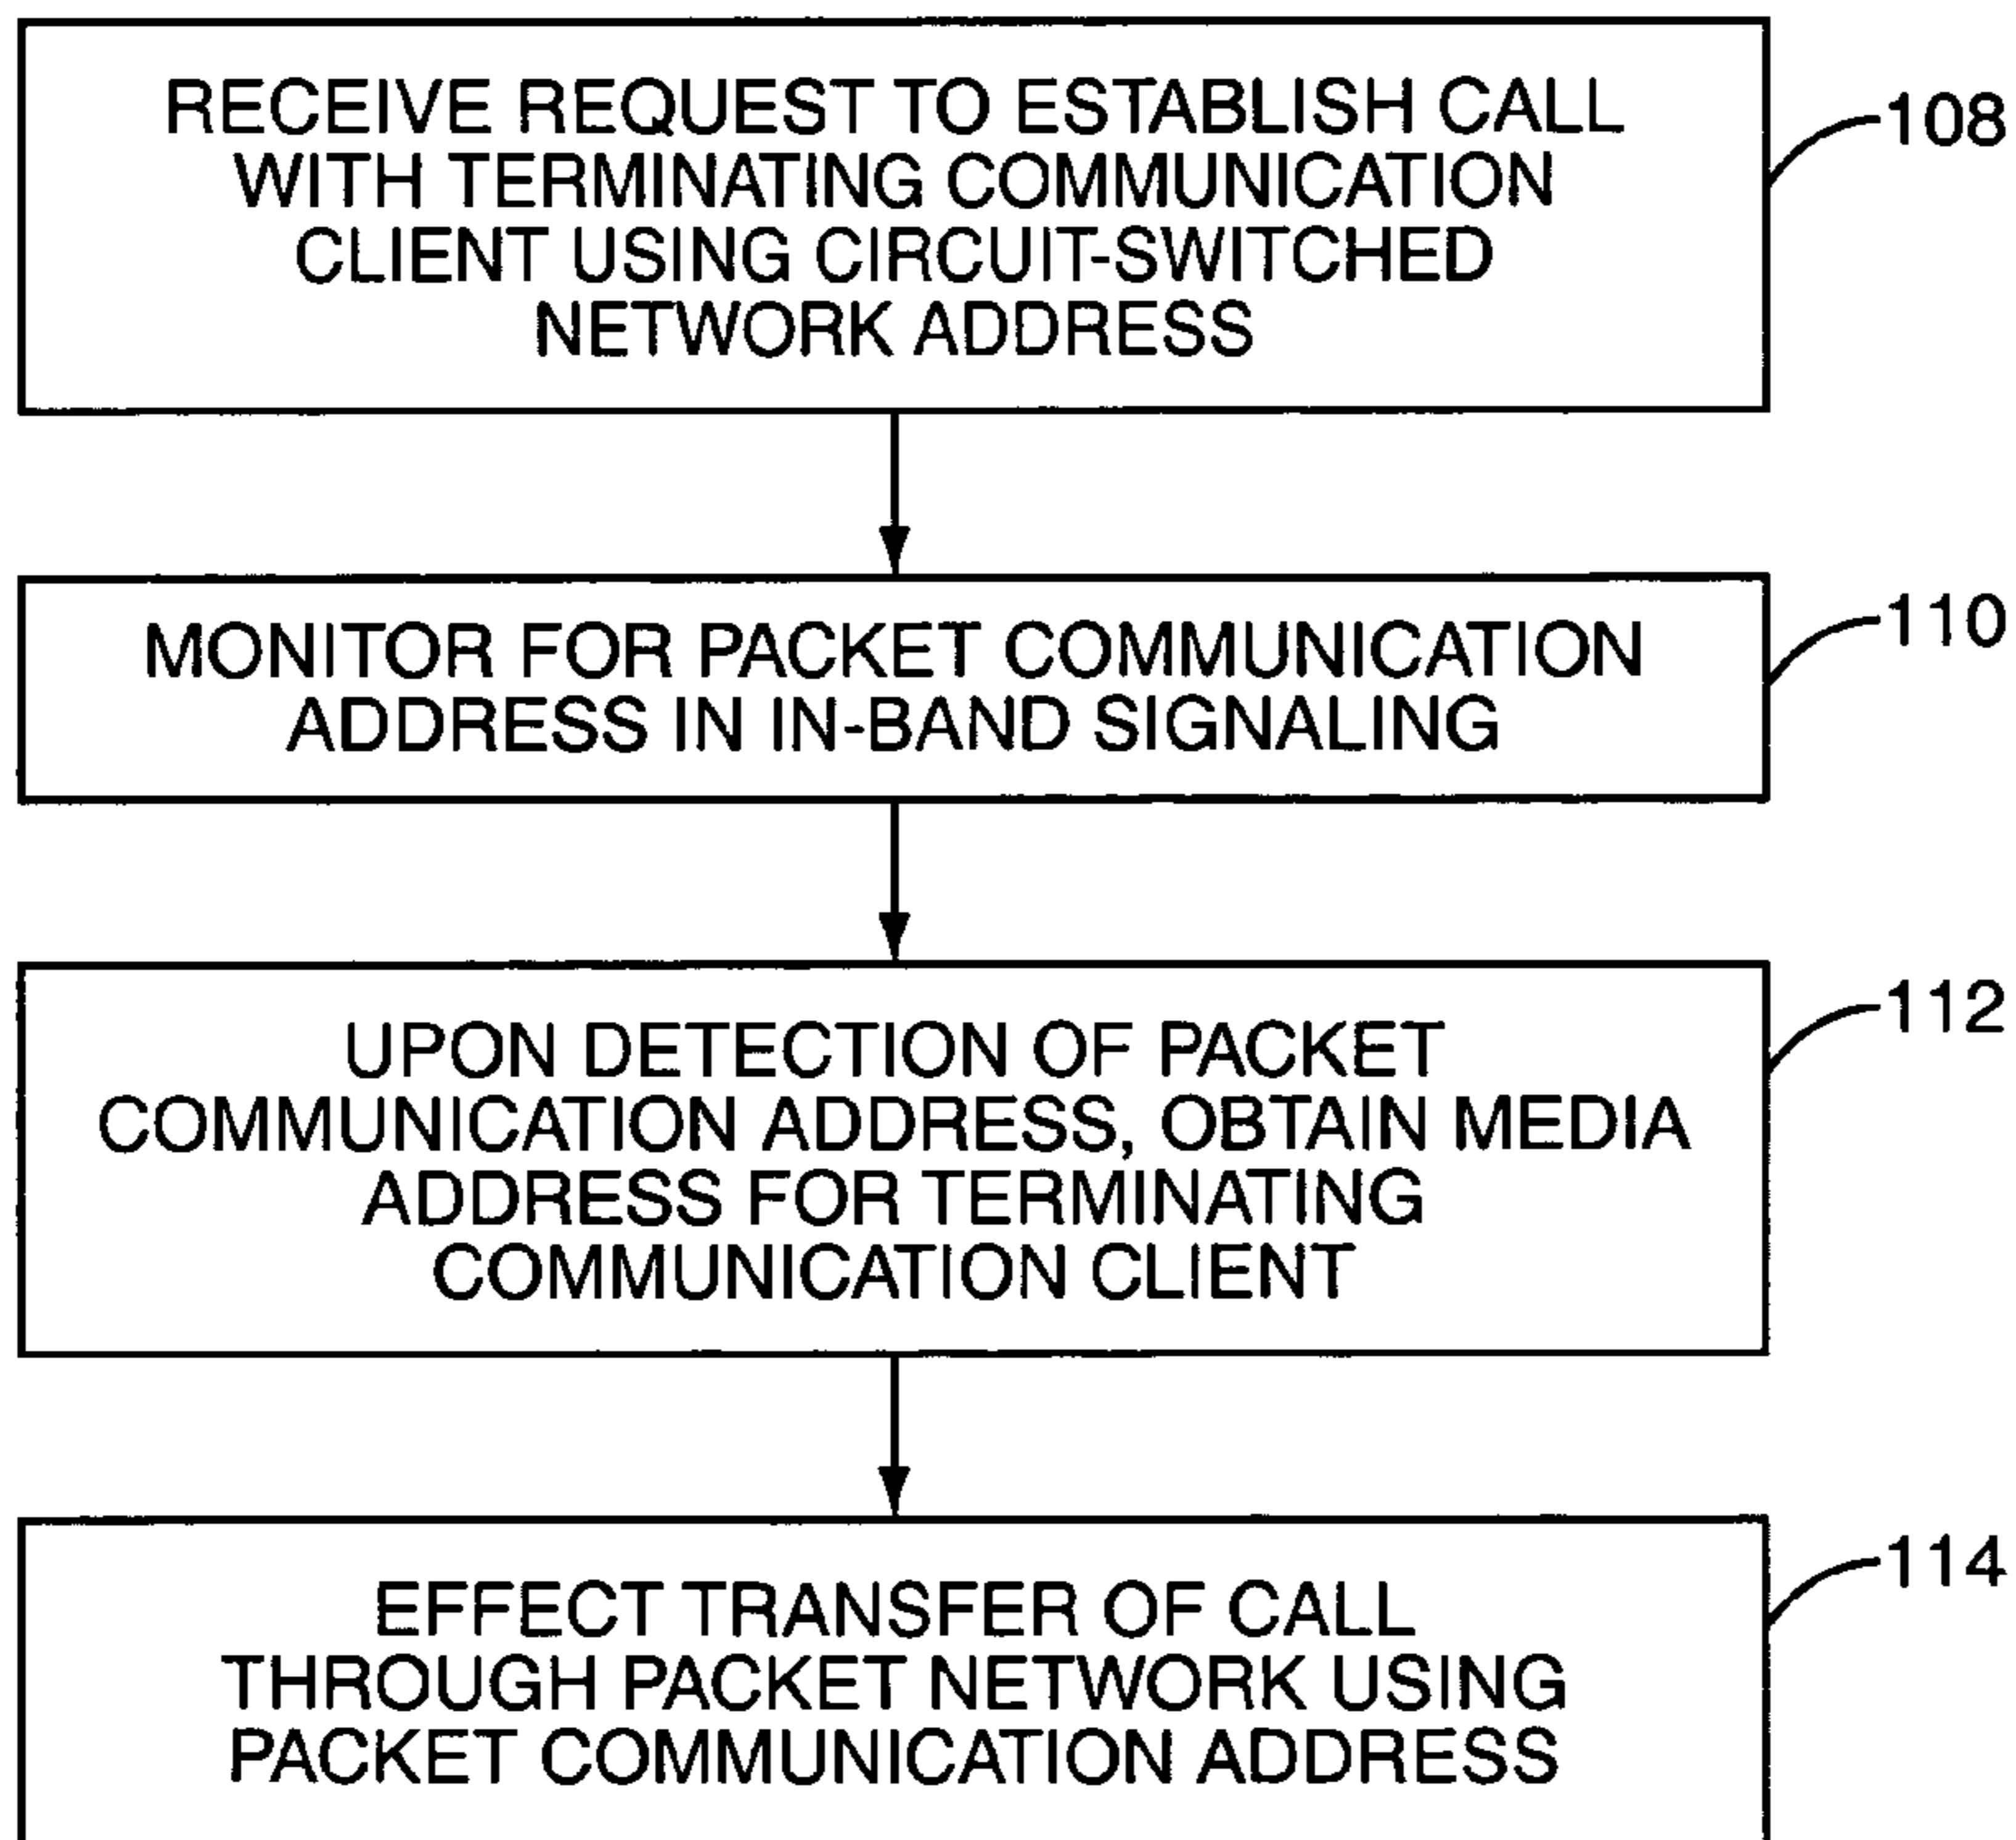 RECEIVE REQUEST TO ESTABLISH CALL
WITH TERMINATING COMMUNICATION
CLIENT USING CIRCUIT-SWITCHED
NETWORK ADDRESS
108
MONITOR FOR PACKET COMMUNICATION
ADDRESS IN IN-BAND SIGNALING
110
UPON DETECTION OF PACKET
COMMUNICATION ADDRESS, OBTAIN MEDIA
ADDRESS FOR TERMINATING
COMMUNICATION CLIENT
112
EFFECT TRANSFER OF CALL
THROUGH PACKET NETWORK USING
PACKET COMMUNICATION ADDRESS
114